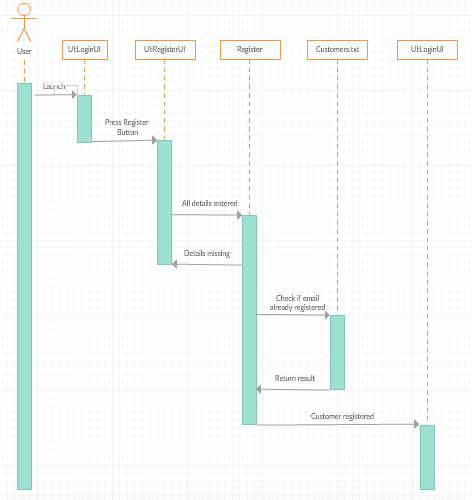 User
UtLoginUI
UtRegisterUI
Register
Customers.txt
UtLoginUI
Launch
Press Register
Button
All details entered
Details missing
Check if email
already registered
Return result
Customer registered